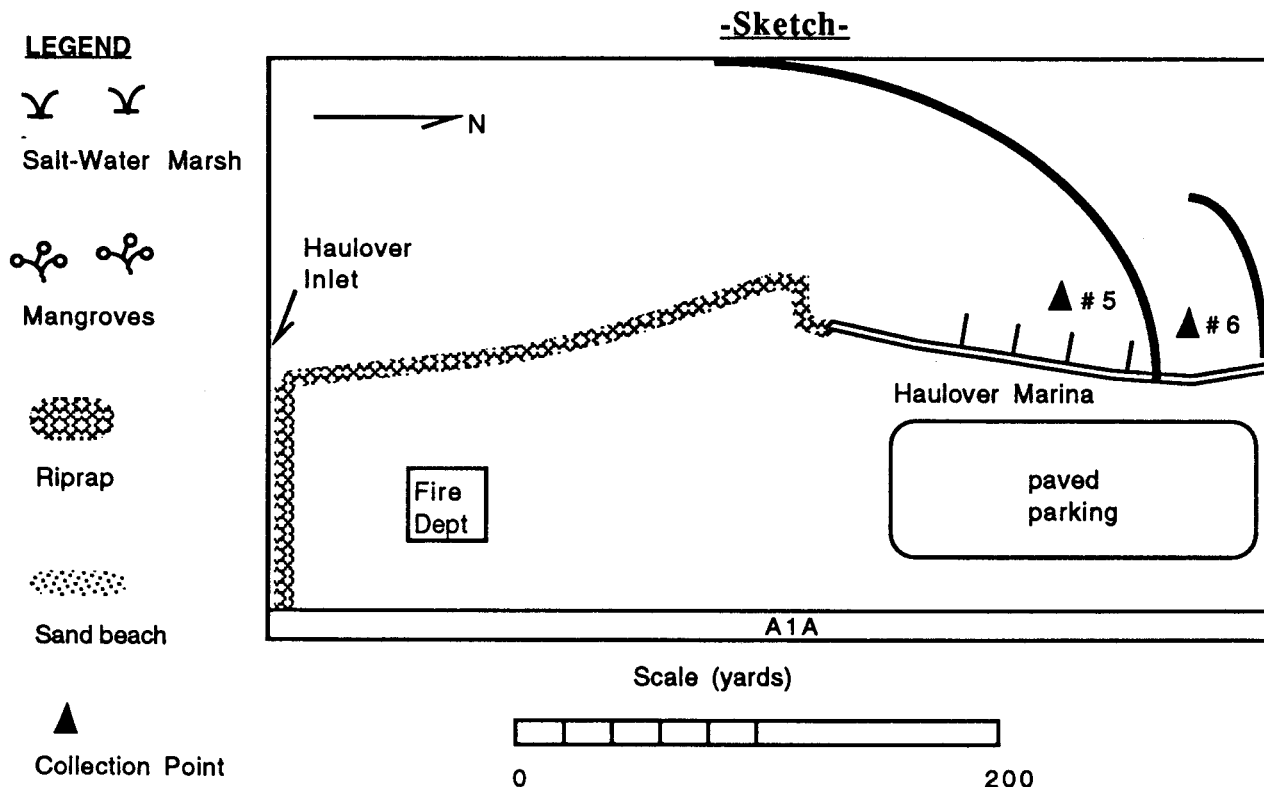 -Sketch-
LEGEND
Salt-Water Marsh
Mangroves
Riprap
Sand beach
Collection Point
N
Haulover
Inlet
# 5
# 6
Haulover Marina
Fire
Dept
paved
parking
A1A
Scale (yards)
0 200